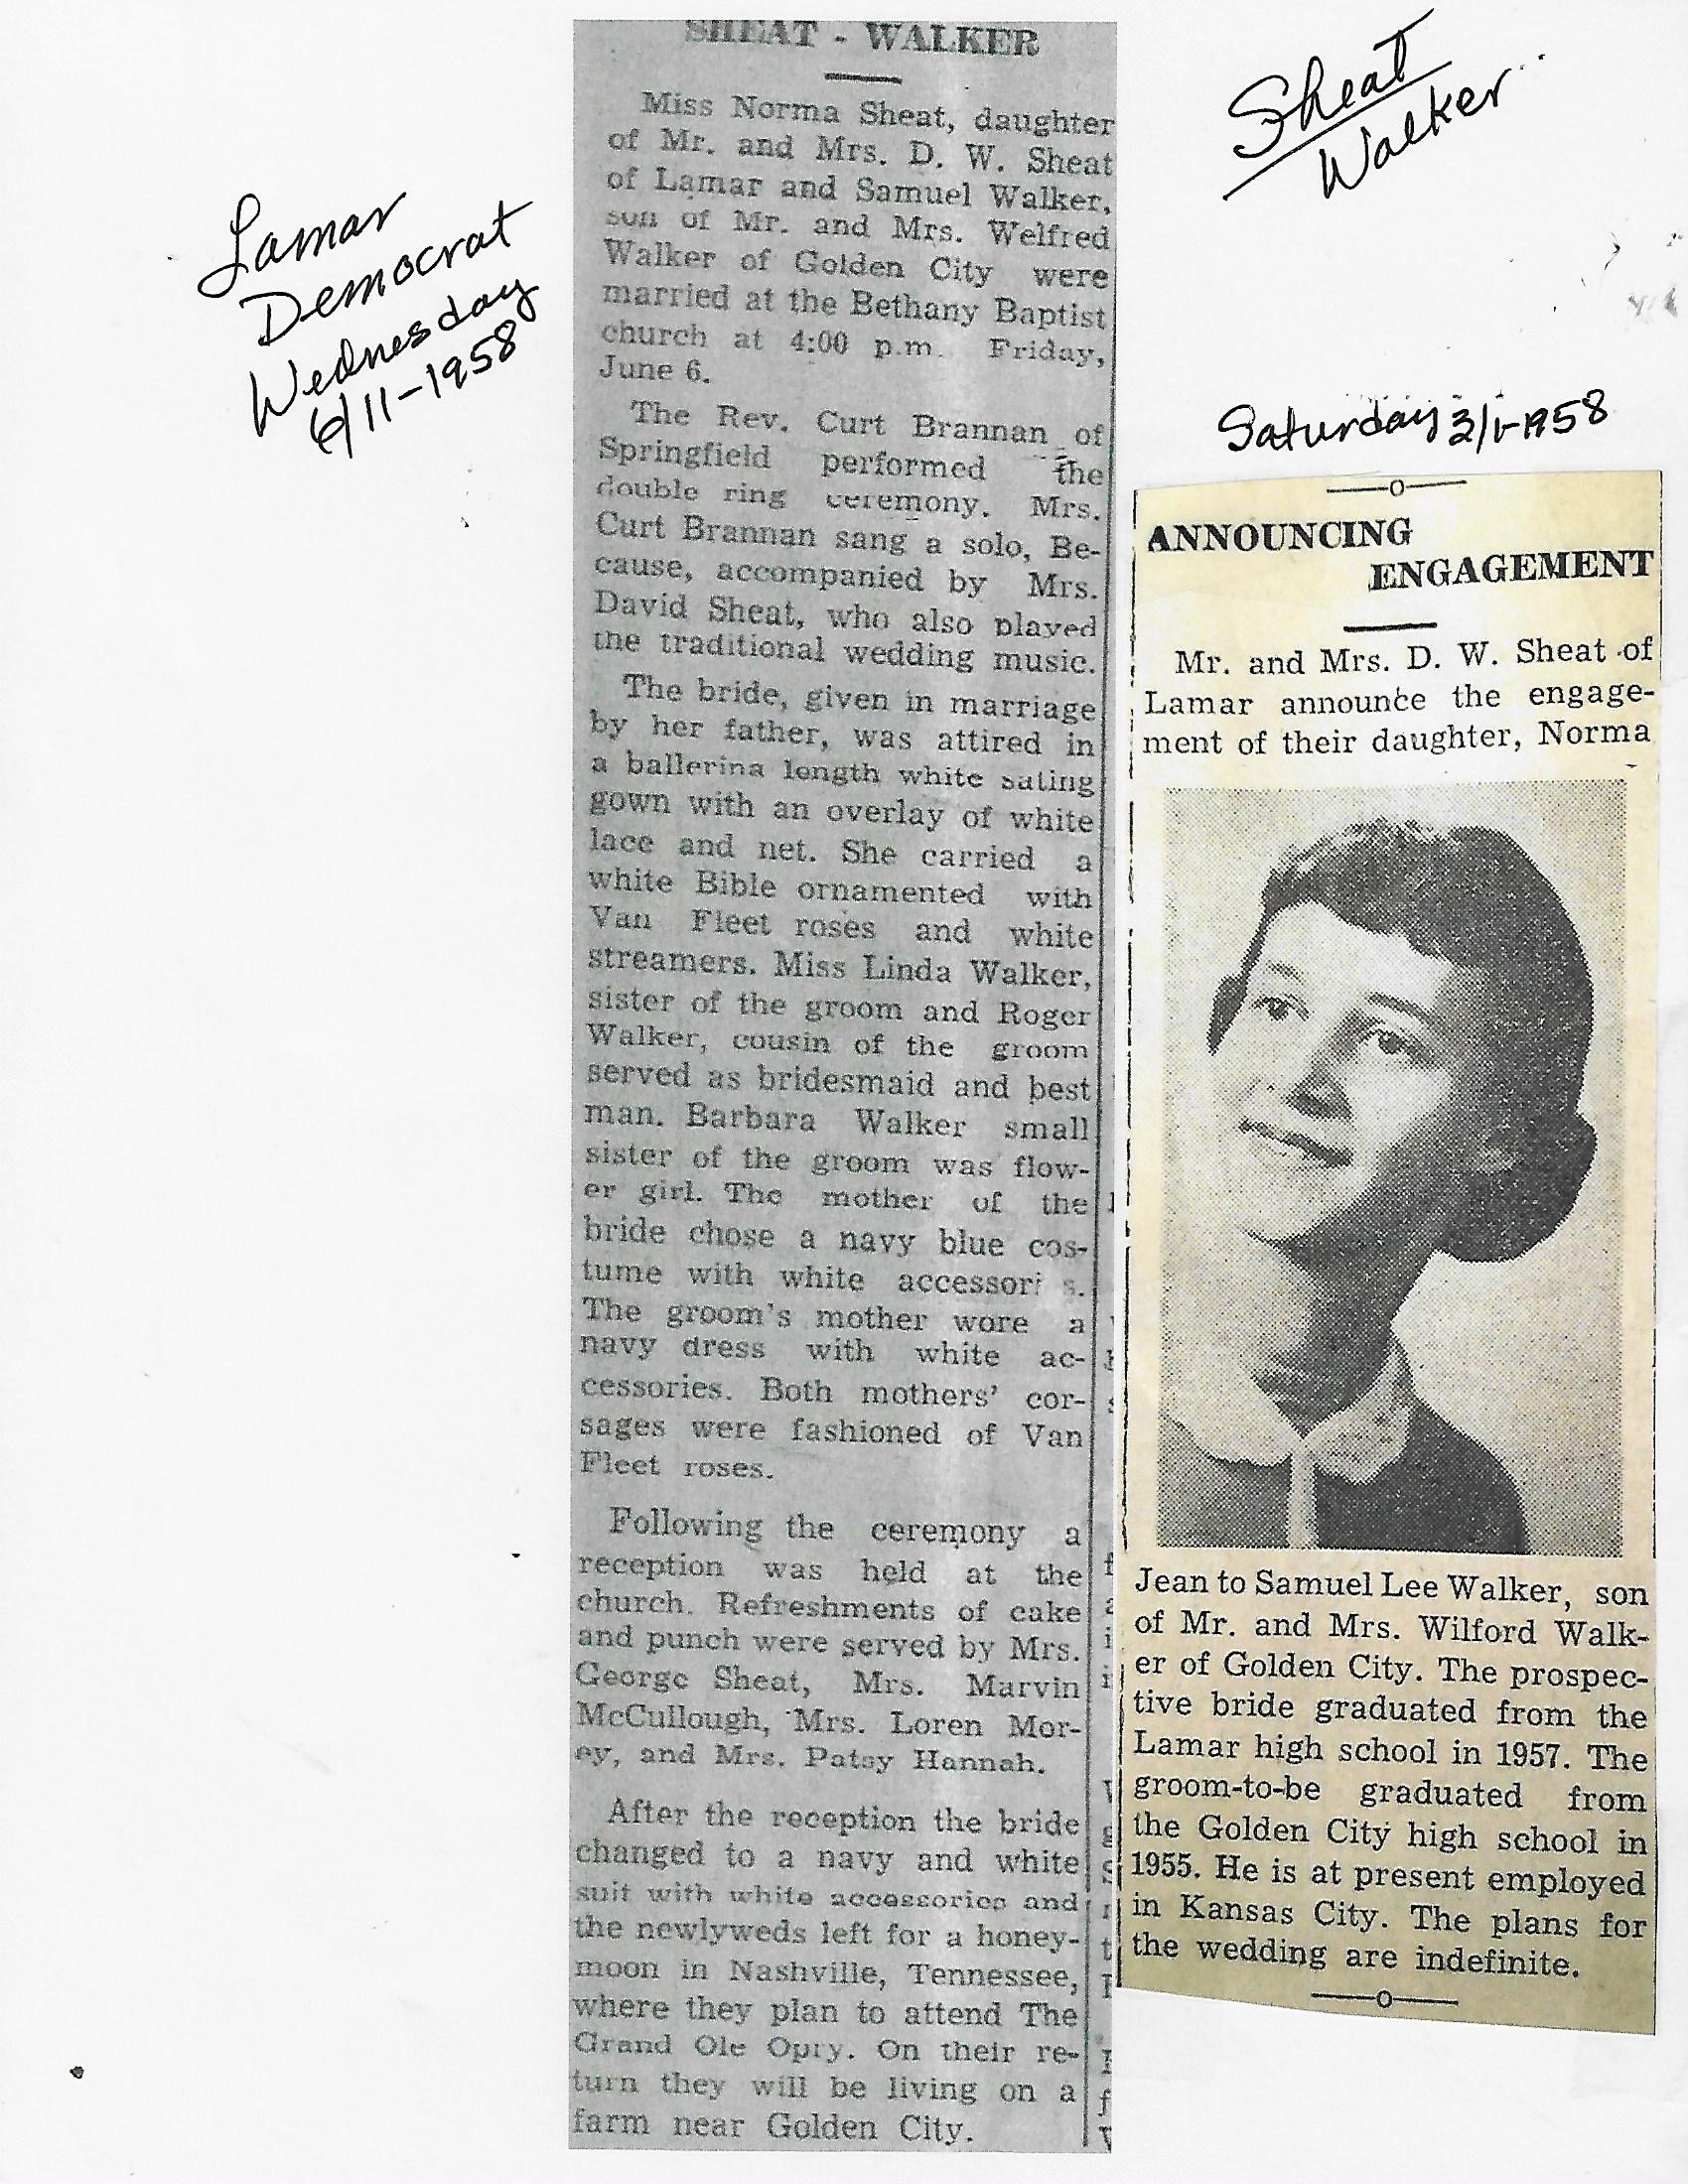 Lamar
Democrat
Wednesday
6/11-1958
SHEAT - WALKER
Miss Norma Sheat, daughter
of Mr. and Mrs. D. W. Sheat
of Lamar and Samuel Walker,
son of Mr. and Mrs. Welfred
Walker of Golden City were
married at the Bethany Baptist
church at 4:00 p.m. Friday,
June 6.
The Rev. Curt Brannan of
Springfield performed the
double ring ceremony. Mrs.
Curt Brannan sang a solo, Be-
cause, accompanied by Mrs.
David Sheat, who also played
the traditional wedding music.
The bride, given in marriage
by her father, was attired in
a ballerina length white sating
gown with an overlay of white
lace and net. She carried a
white Bible ornamented with
Van Fleet roses and white
streamers. Miss Linda Walker,
sister of the groom and Roger
Walker, cousin of the groom
served as bridesmaid and best
man. Barbara Walker small
sister of the groom was flow-
er girl. The mother of the
bride chose a navy blue cos-
tume with white accessori s.
The groom's mother wore a
navy dress with white ac-
cessories. Both mothers' cor-
sages were fashioned of Van
Fleet roses.
Following the ceremony a
reception was held at the
church. Refreshments of cake
and punch were served by Mrs.
George Sheat, Mrs. Marvin
McCullough, Mrs. Loren Mor-
ey, and Mrs. Patsy Hannah.
After the reception the bride
changed to a navy and white
suit with white accessories and
the newlyweds left for a honey-
moon in Nashville, Tennessee,
where they plan to attend The
Grand Ole Opry. On their re-
turn they will be living on a
farm near Golden City.
Sheat
Walker
Saturday 3/1-1958
ANNOUNCING
ENGAGEMENT
Mr. and Mrs. D. W. Sheat of
Lamar announce the engage-
ment of their daughter, Norma
Jean to Samuel Lee Walker, son
of Mr. and Mrs. Wilford Walk-
er of Golden City. The prospec-
tive bride graduated from the
Lamar high school in 1957. The
groom-to-be graduated from
the Golden City high school in
1955. He is at present employed
in Kansas City. The plans for
the wedding are indefinite.